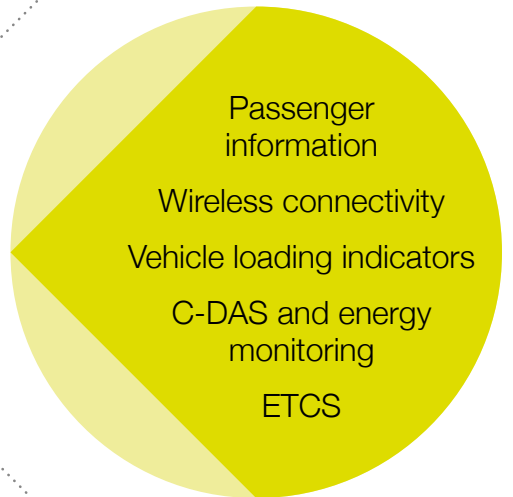 Passenger
information
Wireless connectivity
Vehicle loading indicators
C-DAS and energy
monitoring
ETCS